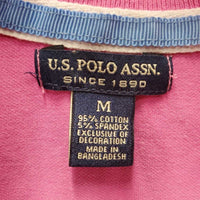 U.S. POLO ASSN.
SINCE 1890
M
95% COTTON
5% SPANDEX
EXCLUSIVE OF
DECORATION
MADE IN
BANGLADESH